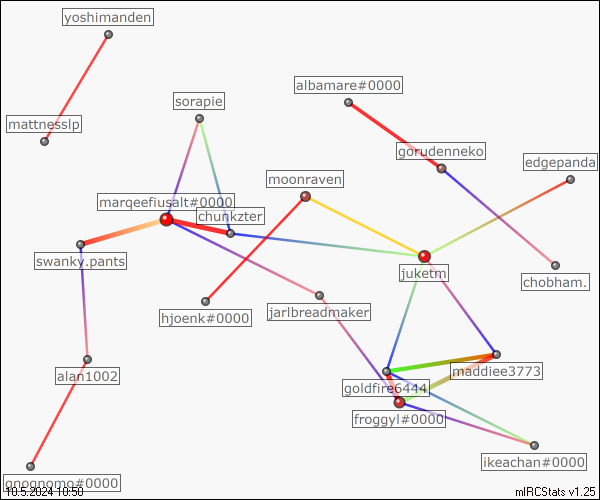 yoshimanden
albamare#0000
sorapie
mattnesslp
gorudenneko
edgepanda
moonraven
marqeefiusalt#0000
chunkzter
swanky.pants
juketm
chobham.
hjoenk#0000
jarlbreadmaker
alan1002
maddiee3773
goldfire6444
froggyl#0000
ikeachan#0000
gnognomo#0000
10.5.2024 10:50
mIRCStats v1.25